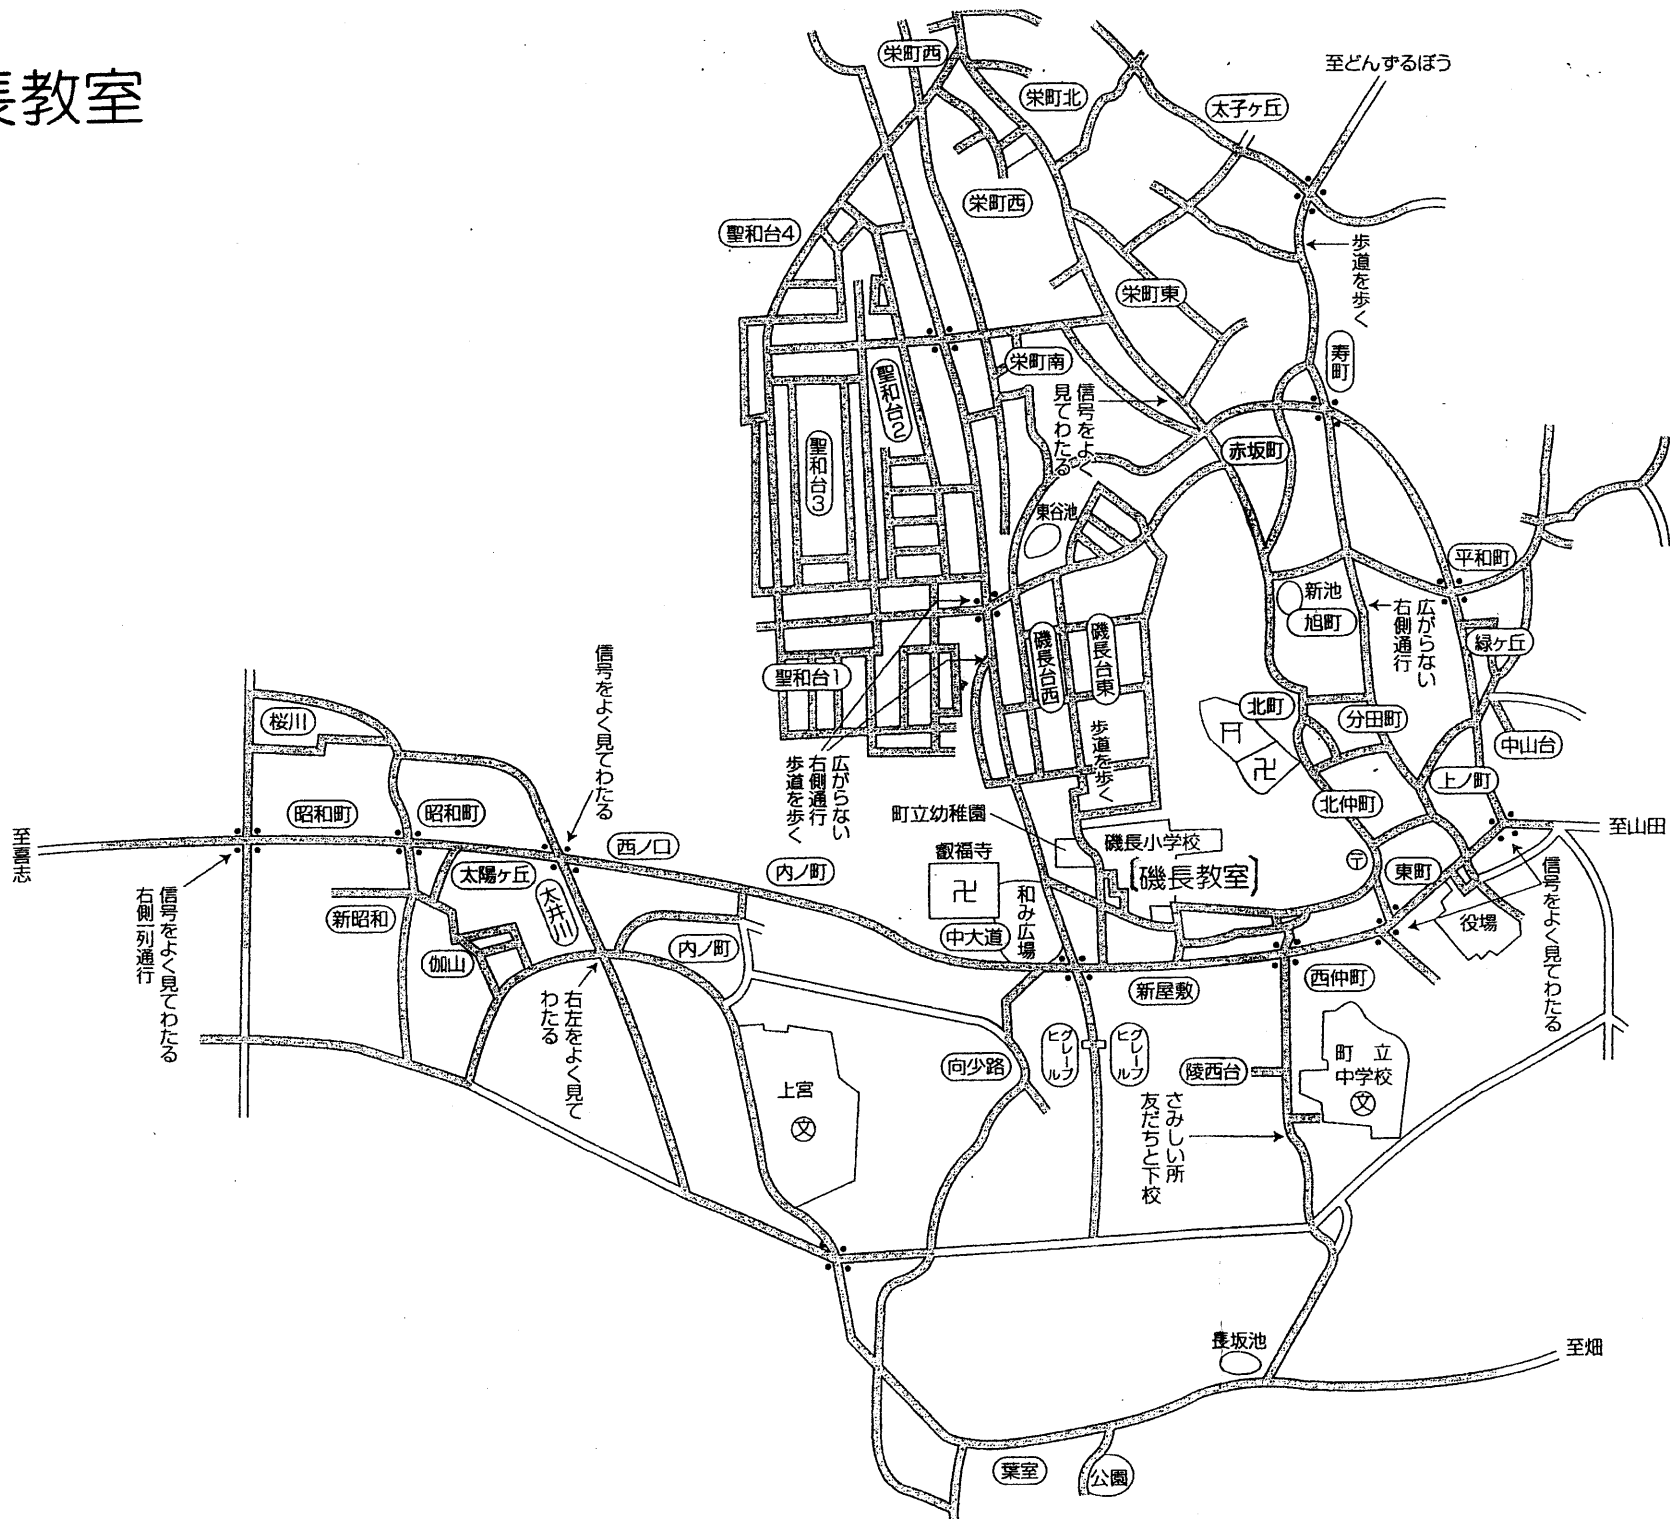 長教室
栄町西
栄町北
至どんずるぼう
太子ヶ丘
栄町西
聖和台4
歩道を歩く
栄町東
栄町南
寿町
聖和台2
信号をよく
見てわたる
聖和台3
赤坂町
東谷池
平和町
新池
旭町
広がらない
右側通行
緑ヶ丘
磯長台西
磯長台東
聖和台1
信号をよく見てわたる
北町
分田町
中山台
桜川
歩道を歩く
広がらない
右側通行
歩道を歩く
上ノ町
北仲町
昭和町
昭和町
町立幼稚園
磯長小学校
至山田
至喜志
西ノ口
内ノ町
叡福寺
卍
卍
〒
[磯長教室]
東町
太陽ヶ丘
太井川
新昭和
和み広場
中大道
役場
信号をよく見てわたる
信号をよく見てわたる
右側一列通行
伽山
内ノ町
新屋敷
西仲町
右左をよく見て
わたる
向少路
グレープ
ヒール
グレープ
ヒール
陵西台
町立
中学校
文
上宮
文
さみしい所
友だちと下校
長坂池
至畑
葉室
公園